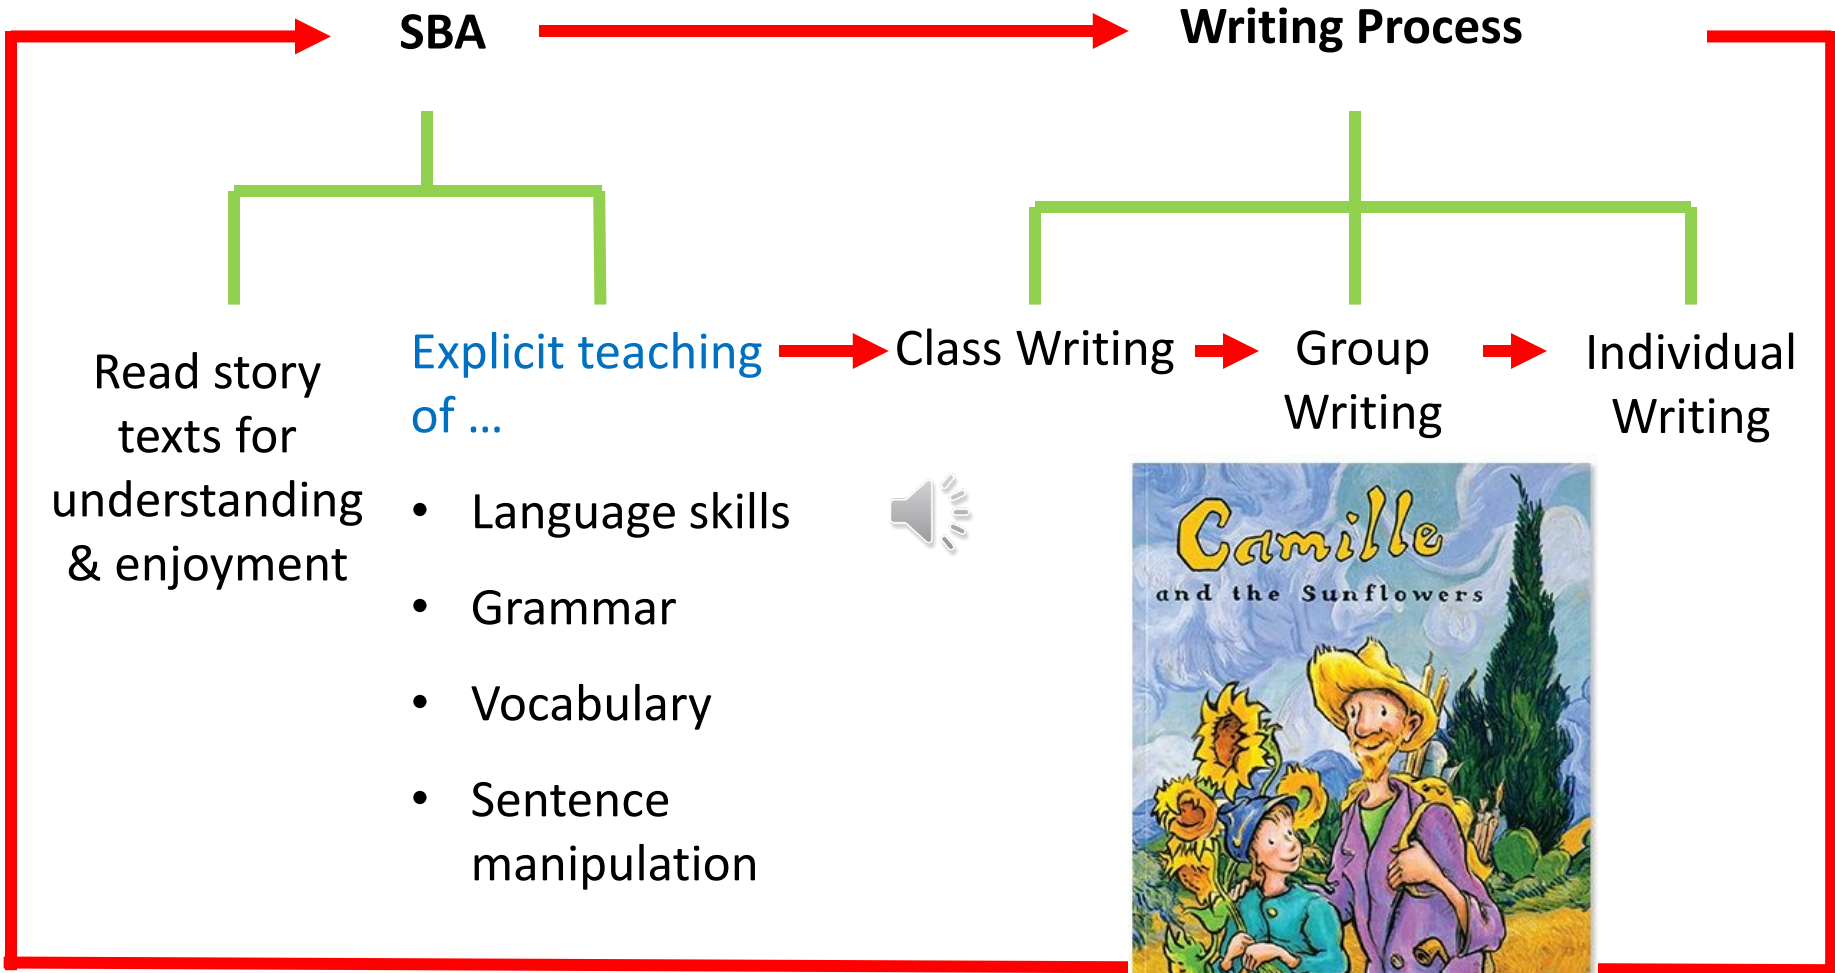 SBA
Writing Process
Read story
texts for
understanding
& enjoyment
Explicit teaching
of ...
• Language skills
• Grammar
• Vocabulary
• Sentence
manipulation
Class Writing
Group
Writing
Individual
Writing
Camille
and the Sunflowers